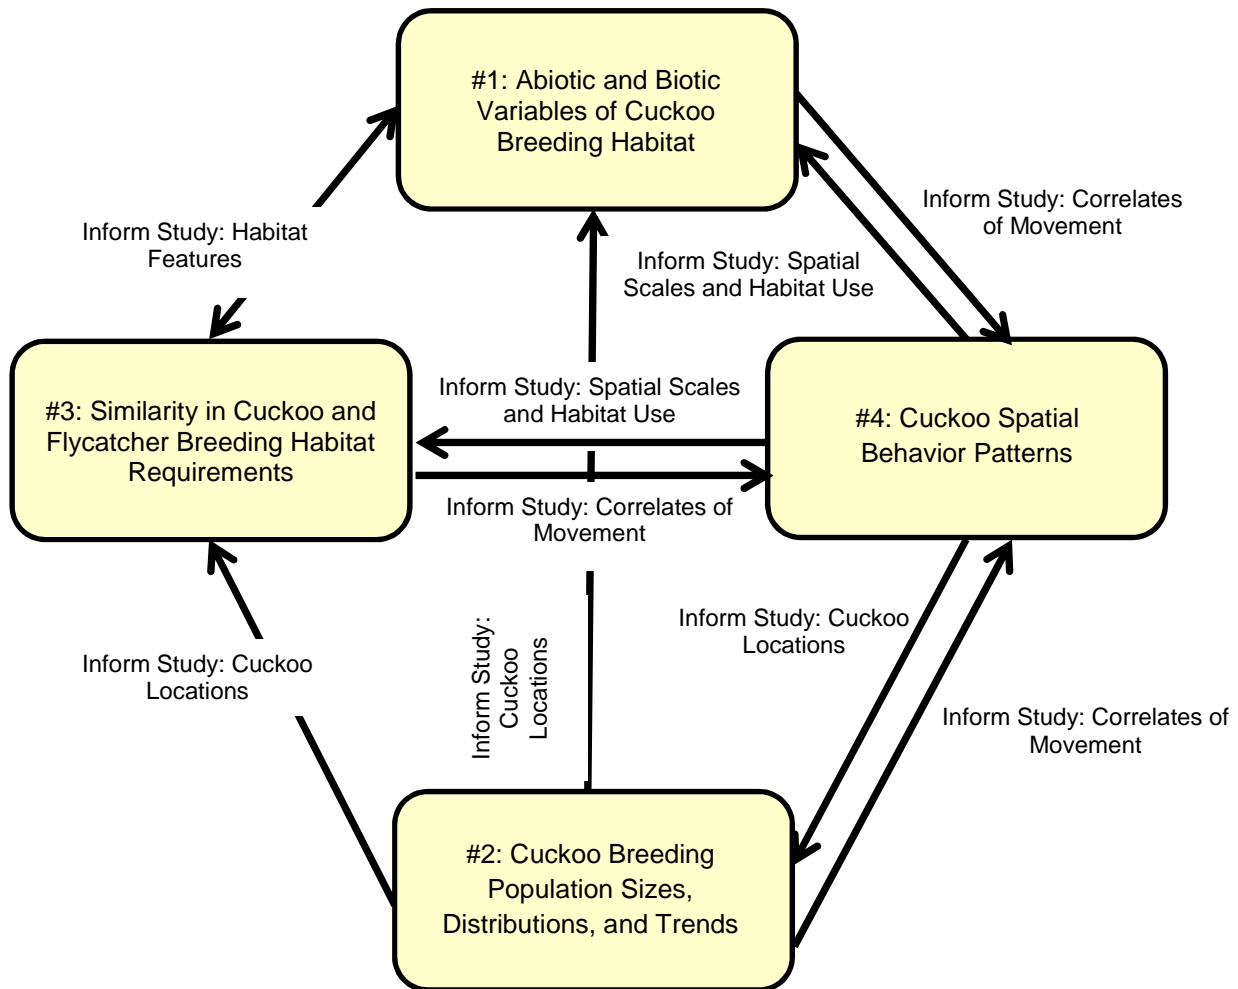 #1: Abiotic and Biotic
Variables of Cuckoo
Breeding Habitat
Inform Study: Correlates
of Movement
Inform Study: Habitat
Features
Inform Study: Spatial
Scales and Habitat Use
#3: Similarity in Cuckoo and
Flycatcher Breeding Habitat
Requirements
Inform Study: Spatial Scales
and Habitat Use
#4: Cuckoo Spatial
Behavior Patterns
Inform Study: Correlates of
Movement
Inform Study: Cuckoo
Locations
Inform Study:
Cuckoo
Locations
Inform Study: Cuckoo
Locations
Inform Study: Correlates of
Movement
#2: Cuckoo Breeding
Population Sizes,
Distributions, and Trends